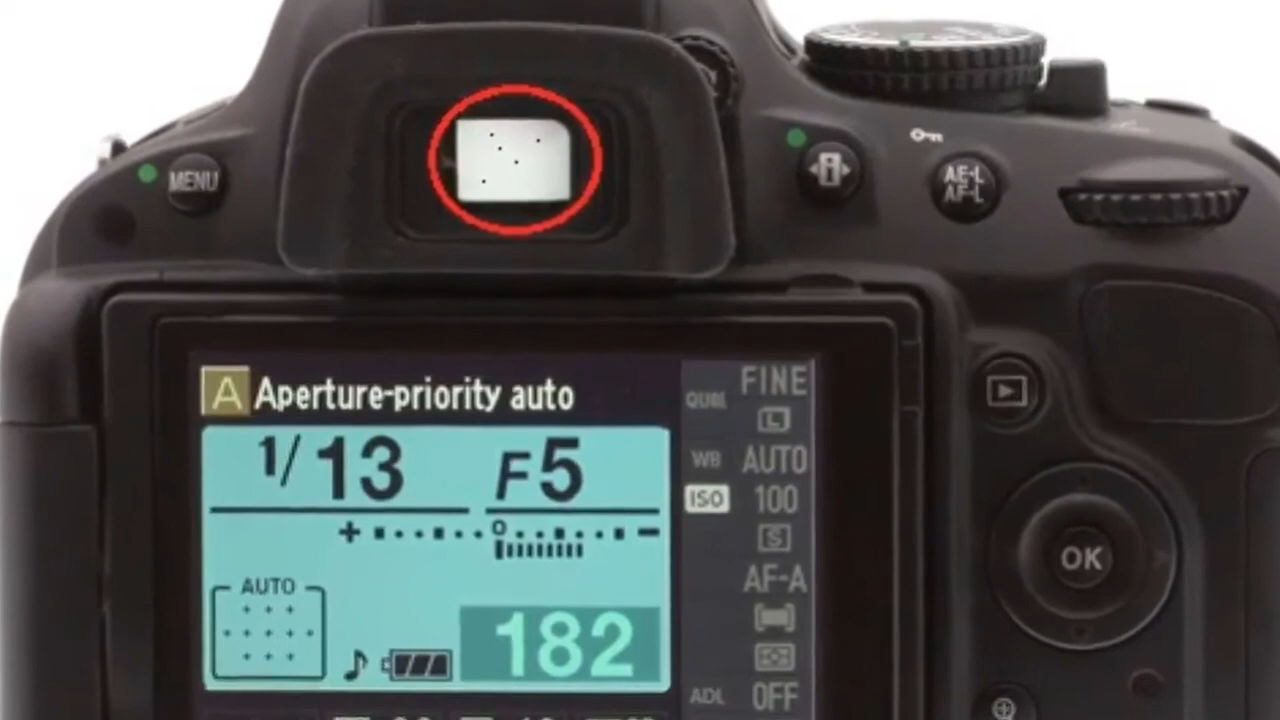 MENU
i
AE-L
AF-L
A Aperture-priority auto
1/13 F5
+ 0 −
AUTO
182
QUAL FINE
L
WB AUTO
ISO 100
S
AF-A
ADL OFF
OK